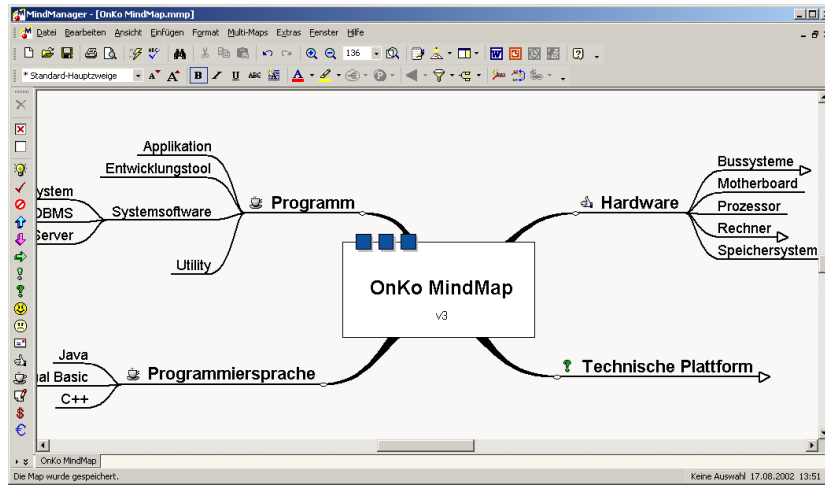 MindManager - [OnKo MindMap.mmp]
Datei Bearbeiten Ansicht Einfügen Format Multi-Maps Extras Fenster Hilfe
136
* Standard-Hauptzweige
B I U ABC A
Applikation
Entwicklungstool
ystem
DBMS
Server
Systemsoftware
Utility
Programm
Bussysteme
Motherboard
Prozessor
Rechner
Speichersystem
Hardware
OnKo MindMap
v3
Java
al Basic
C++
Programmiersprache
Technische Plattform
OnKo MindMap
Die Map wurde gespeichert.
Keine Auswahl 17.08.2002 13:51